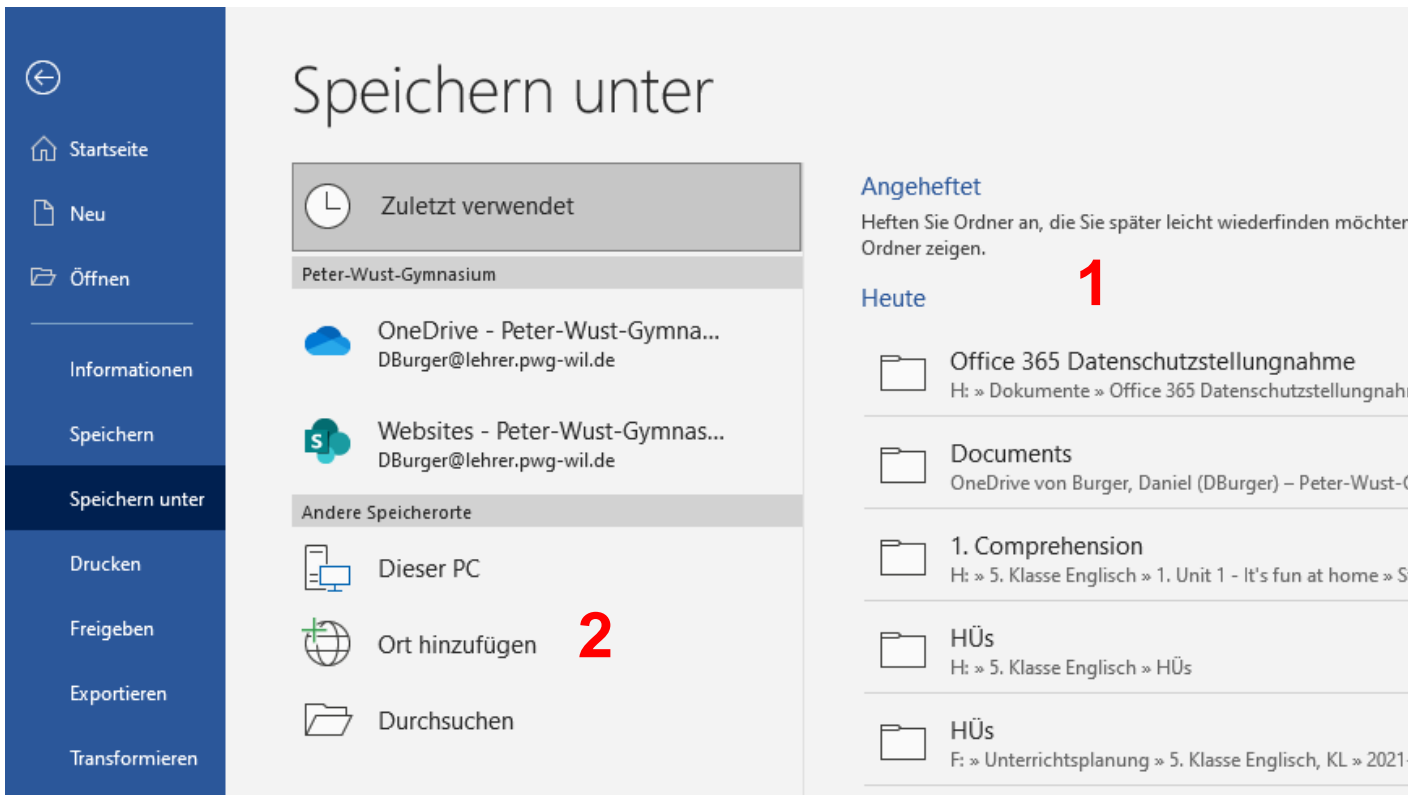 Speichern unter
Startseite
Neu
Öffnen
Informationen
Speichern
Speichern unter
Drucken
Freigeben
Exportieren
Transformieren
Zuletzt verwendet
Peter-Wust-Gymnasium
OneDrive - Peter-Wust-Gymna...
DBurger@lehrer.pwg-wil.de
Websites - Peter-Wust-Gymnas...
DBurger@lehrer.pwg-wil.de
Andere Speicherorte
Dieser PC
Ort hinzufügen
2
Durchsuchen
Angeheftet
Heften Sie Ordner an, die Sie später leicht wiederfinden möchten
Ordner zeigen.
1
Heute
Office 365 Datenschutzstellungnahme
H: » Dokumente » Office 365 Datenschutzstellungnah
Documents
OneDrive von Burger, Daniel (DBurger) – Peter-Wust-
1. Comprehension
H: » 5. Klasse Englisch » 1. Unit 1 - It's fun at home » S
HÜs
H: » 5. Klasse Englisch » HÜs
HÜs
F: » Unterrichtsplanung » 5. Klasse Englisch, KL » 2021-